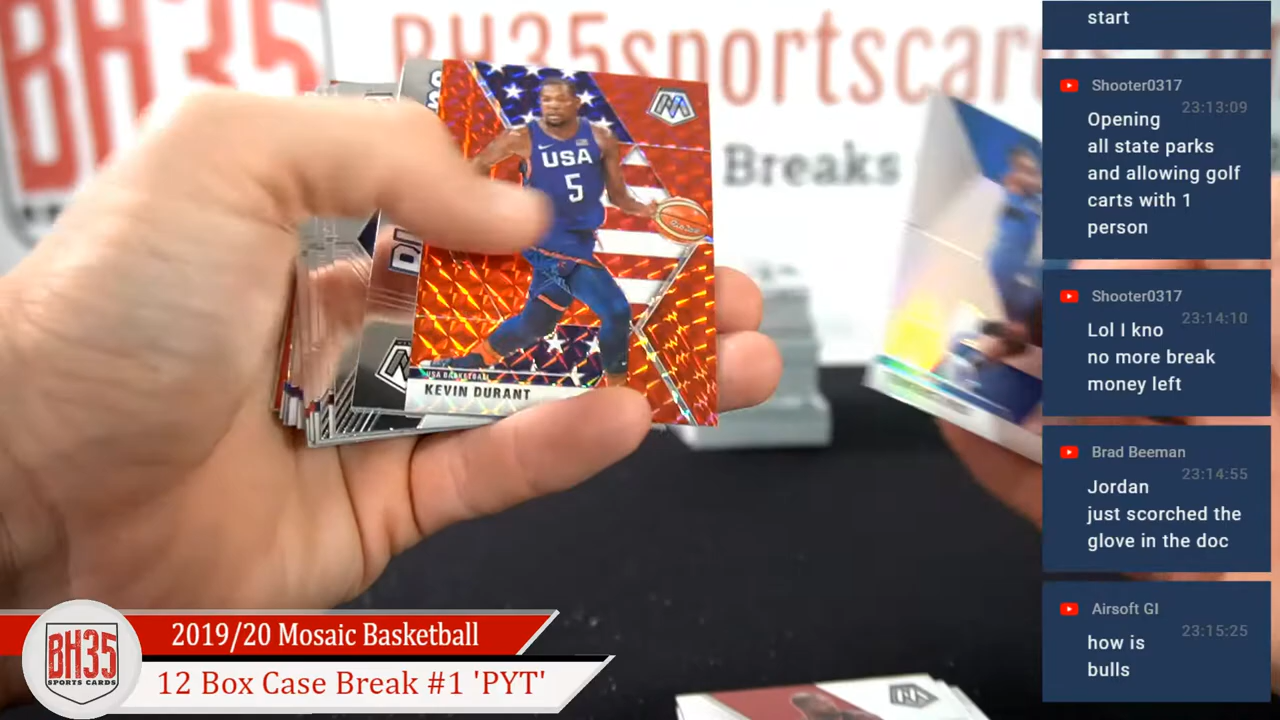 BH35
BH35sportscards
Breaks
USA
5
USA BASKETBALL
KEVIN DURANT
start
Shooter0317
23:13:09
Opening
all state parks
and allowing golf
carts with 1
person
Shooter0317
23:14:10
Lol I kno
no more break
money left
Brad Beeman
23:14:55
Jordan
just scorched the
glove in the doc
Airsoft GI
23:15:25
how is
bulls
BH35
SPORTS CARDS
2019/20 Mosaic Basketball
12 Box Case Break #1 'PYT'